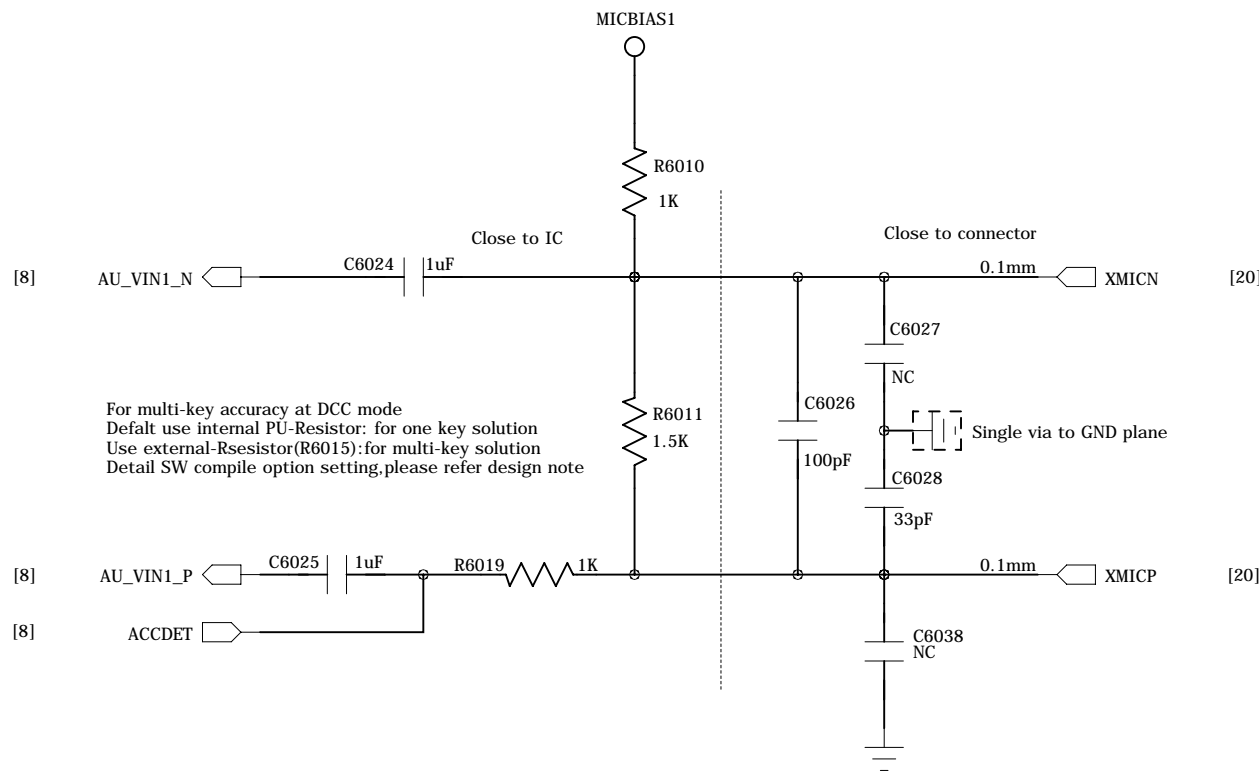 MICBIAS1
R6010
1K
Close to IC
Close to connector
[8]
AU_VIN1_N
C6024
1uF
0.1mm
XMICN
[20]
C6027
NC
For multi-key accuracy at DCC mode
Defalt use internal PU-Resistor: for one key solution
Use external-Rsesistor(R6015):for multi-key solution
Detail SW compile option setting,please refer design note
R6011
1.5K
C6026
100pF
Single via to GND plane
C6028
33pF
[8]
AU_VIN1_P
C6025
1uF
R6019
1K
0.1mm
XMICP
[20]
[8]
ACCDET
C6038
NC